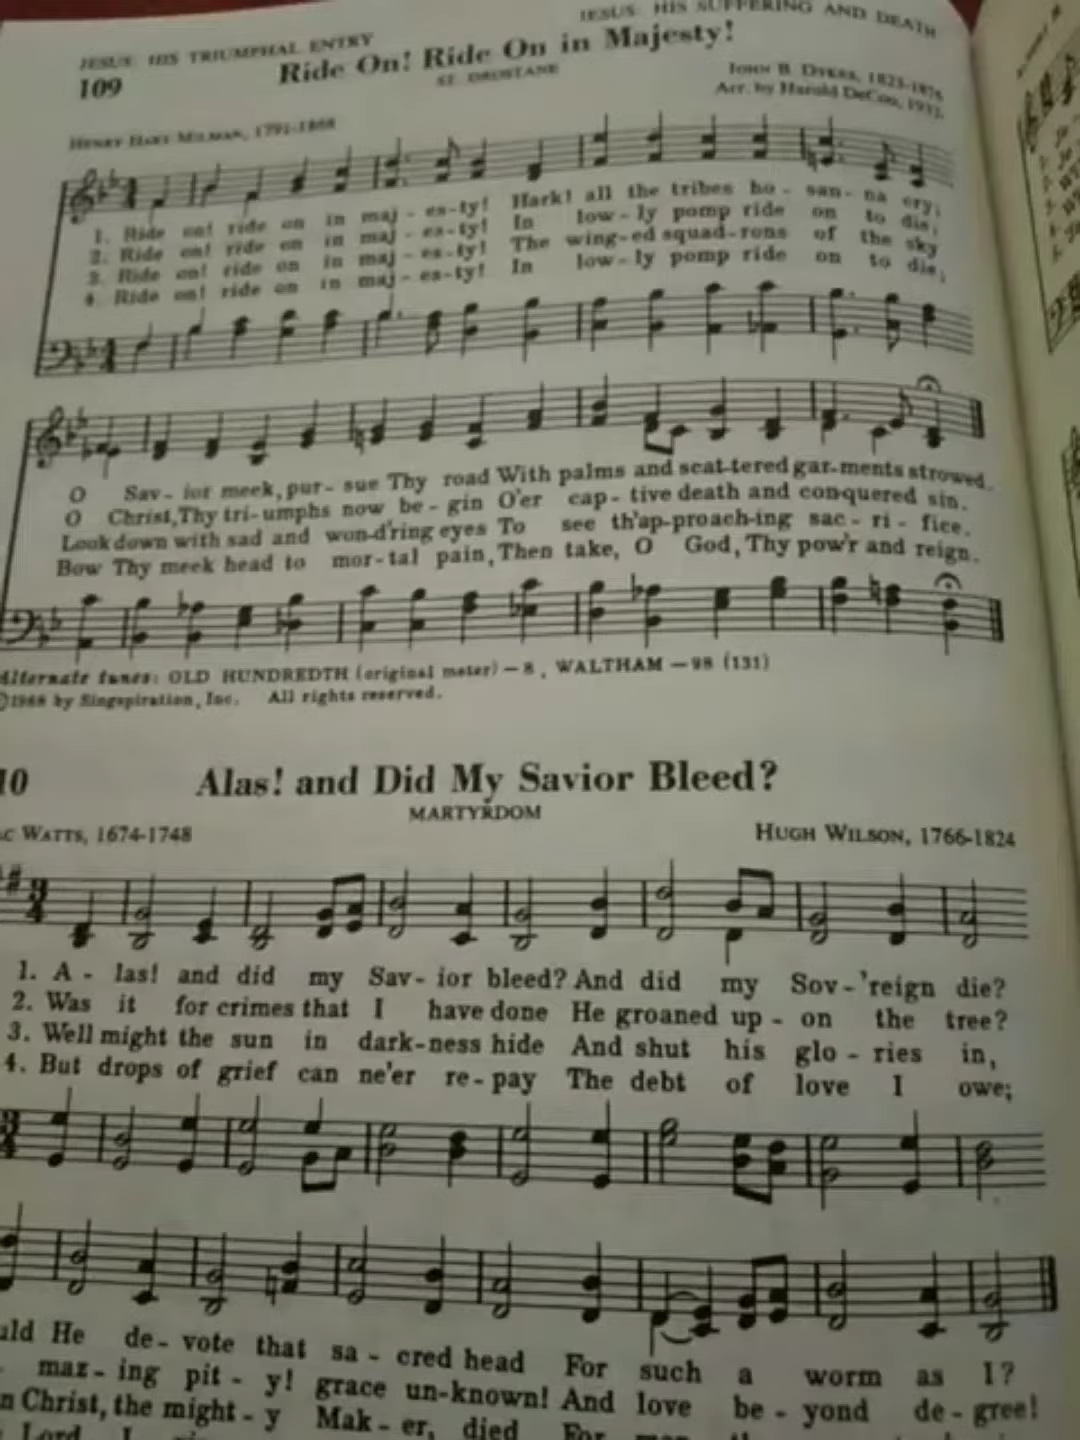 JESUS: HIS TRIUMPHAL ENTRY
JESUS: HIS SUFFERING AND DEATH
109
Ride On! Ride On in Majesty!
ST. DROSTANE
HENRY HART MILMAN, 1791-1868
JOHN B. DYKES, 1823-1876
Arr. by Harold DeCou, 1932-
1. Ride on! ride on in maj - es-ty! Hark! all the tribes ho - san - na cry;
2. Ride on! ride on in maj - es-ty! In low - ly pomp ride on to die;
3. Ride on! ride on in maj - es-ty! The wing-ed squad-rons of the sky
4. Ride on! ride on in maj - es-ty! In low - ly pomp ride on to die;
O Sav - ior meek, pur - sue Thy road With palms and scat-tered gar-ments strowed.
O Christ, Thy tri-umphs now be - gin O'er cap - tive death and con-quered sin.
Look down with sad and won-d'ring eyes To see th'ap-proach-ing sac - ri - fice.
Bow Thy meek head to mor - tal pain, Then take, O God, Thy pow'r and reign.
Alternate tunes: OLD HUNDREDTH (original meter) — 8, WALTHAM — 98 (131)
©1968 by Singspiration, Inc. All rights reserved.
10
Alas! and Did My Savior Bleed?
MARTYRDOM
AC WATTS, 1674-1748
HUGH WILSON, 1766-1824
3 4
1. A - las! and did my Sav - ior bleed? And did my Sov - 'reign die?
2. Was it for crimes that I have done He groaned up - on the tree?
3. Well might the sun in dark-ness hide And shut his glo - ries in,
4. But drops of grief can ne'er re - pay The debt of love I owe;
3 4
uld He de - vote that sa - cred head For such a worm as I?
maz - ing pit - y! grace un-known! And love be - yond de - gree!
n Christ, the might - y Mak - er, died For
Lord, I